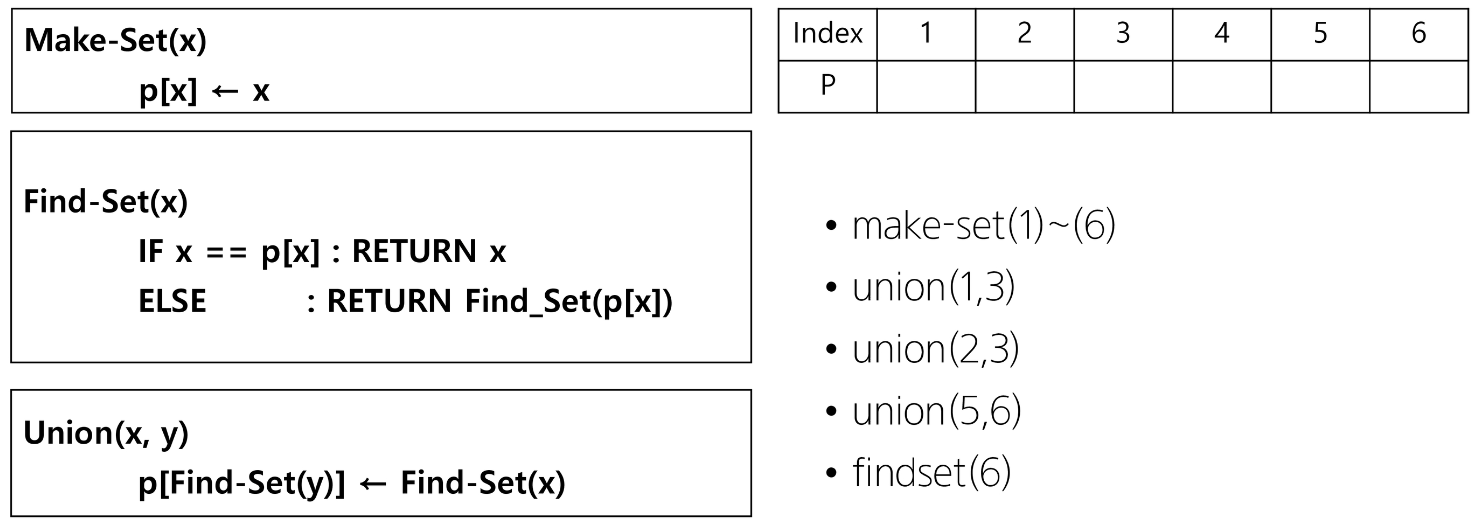 Make-Set(x)
p[x] ← x
Find-Set(x)
IF x == p[x] : RETURN x
ELSE : RETURN Find_Set(p[x])
Union(x, y)
p[Find-Set(y)] ← Find-Set(x)
Index 1 2 3 4 5 6
P
• make-set(1)~(6)
• union(1,3)
• union(2,3)
• union(5,6)
• findset(6)